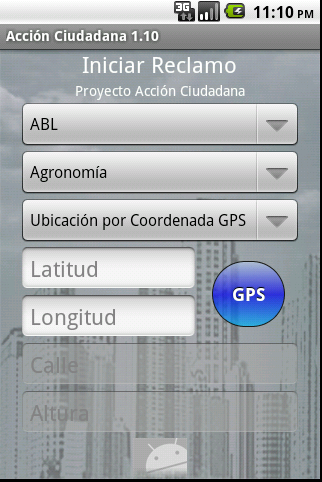 3G 11:10 PM
Acción Ciudadana 1.10
Iniciar Reclamo
Proyecto Acción Ciudadana
ABL
Agronomía
Ubicación por Coordenada GPS
Latitud
GPS
Longitud
Calle
Altura